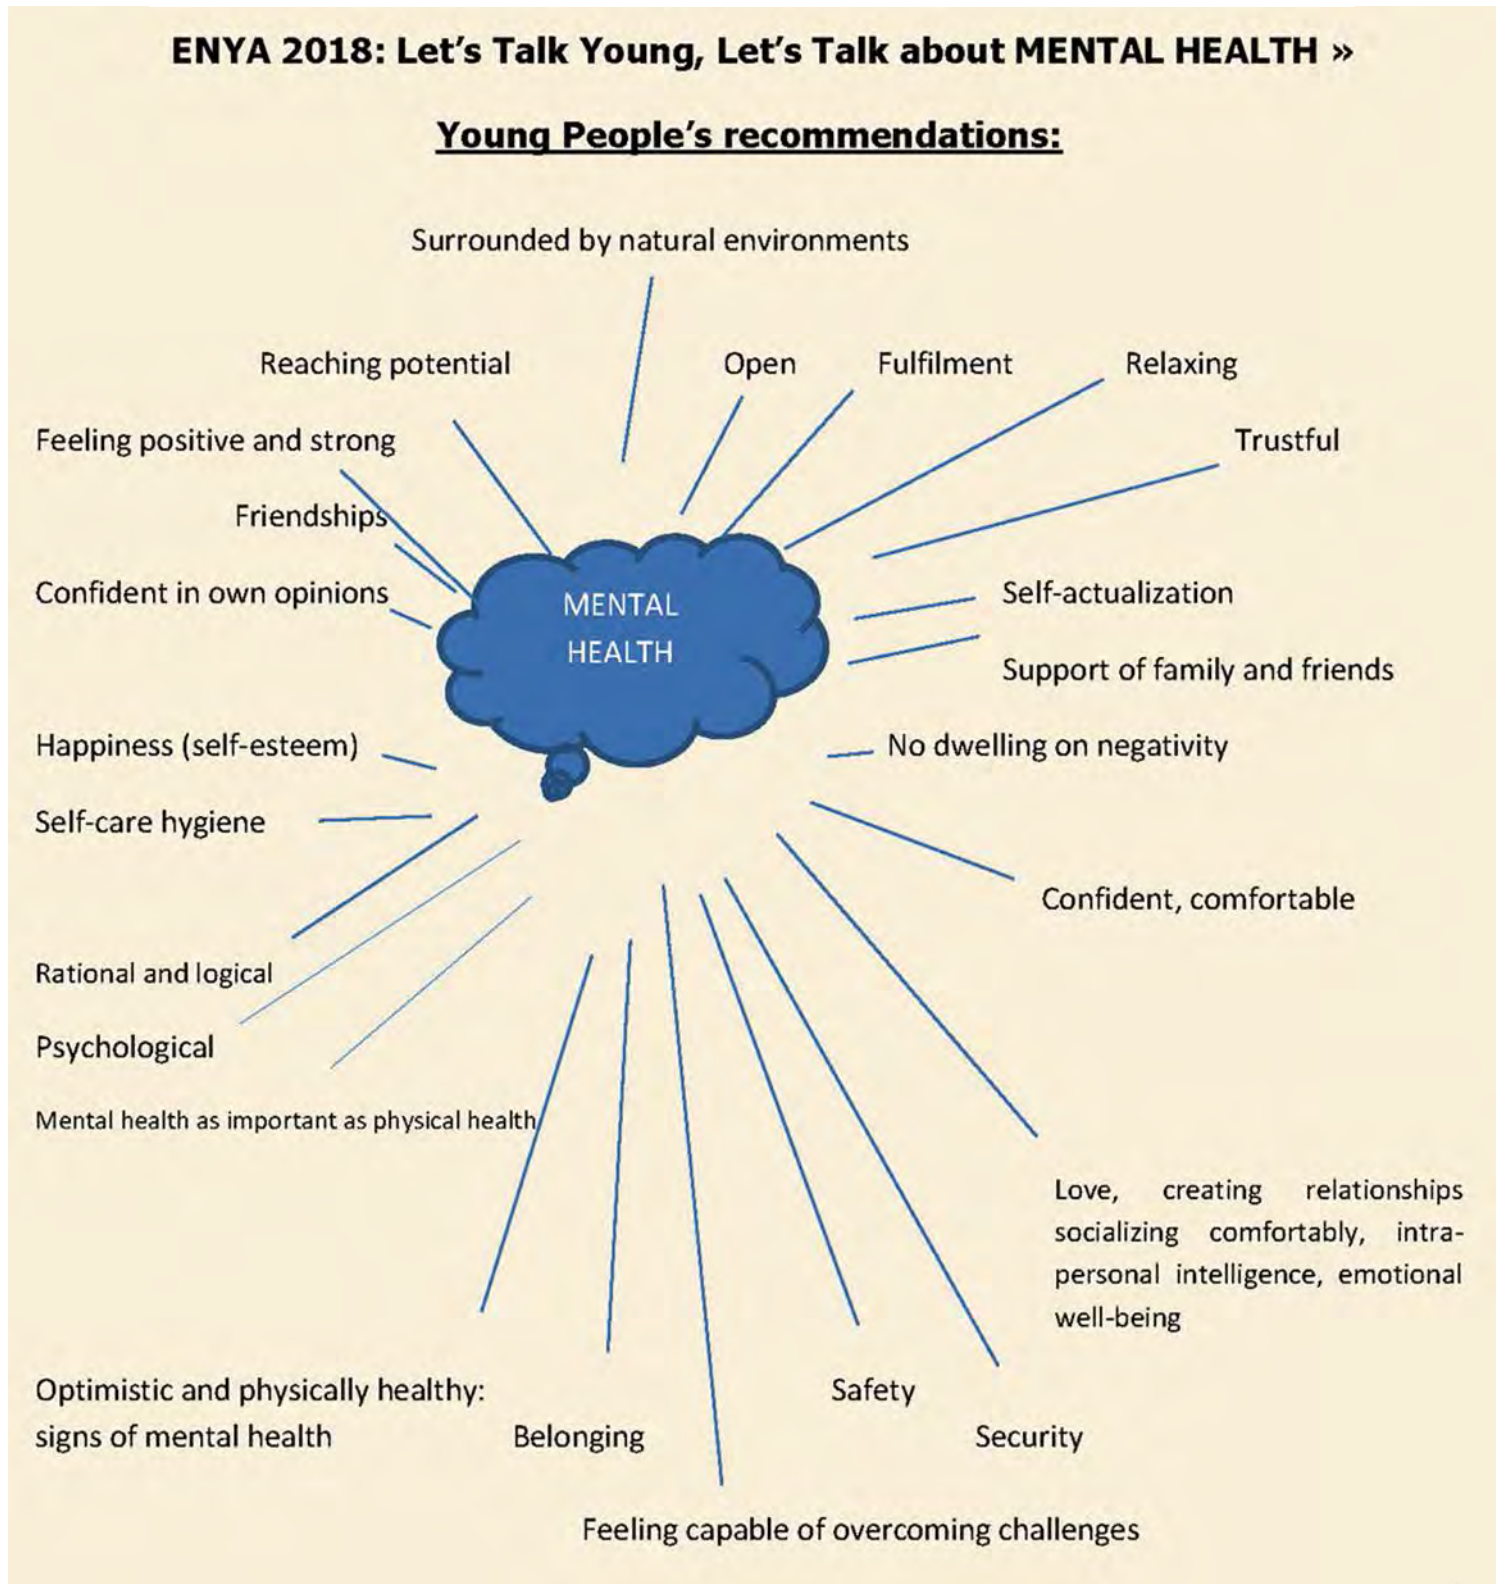 ENYA 2018: Let's Talk Young, Let's Talk about MENTAL HEALTH »
Young People's recommendations:
Surrounded by natural environments
Reaching potential
Open
Fulfilment
Relaxing
Feeling positive and strong
Trustful
Friendships
Confident in own opinions
MENTAL
HEALTH
Self-actualization
Support of family and friends
Happiness (self-esteem)
No dwelling on negativity
Self-care hygiene
Confident, comfortable
Rational and logical
Psychological
Mental health as important as physical health
Love, creating relationships
socializing comfortably, intra-
personal intelligence, emotional
well-being
Optimistic and physically healthy:
signs of mental health
Belonging
Safety
Security
Feeling capable of overcoming challenges